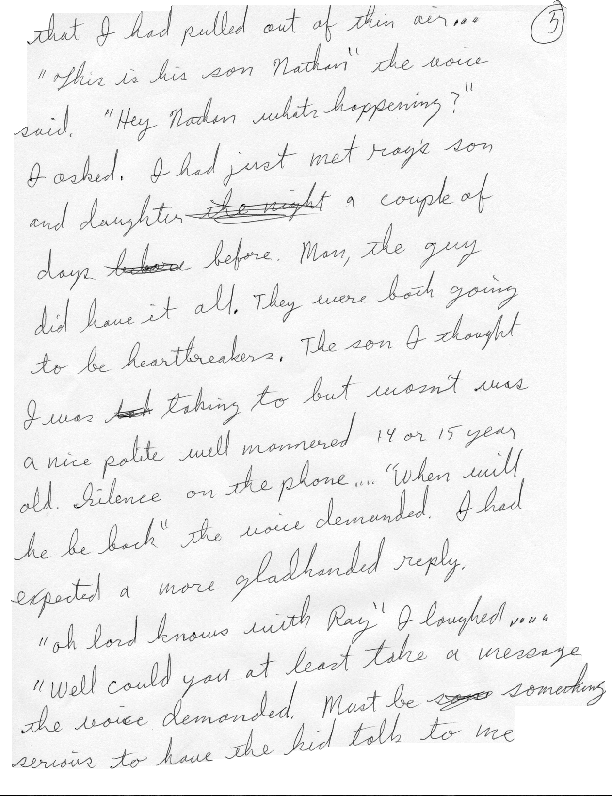 that I had pulled out of thin air... 3
"This is his son Nathan" the voice
said. "Hey Nathan whats happening?"
I asked. I had just met ray's son
and daughter the night a couple of
days before before. Man, the guy
did have it all. They were both going
to be heartbreakers. The son I thought
I was taking to but wasn't was
a nice polite well mannered 14 or 15 year
old. Silence on the phone.... "When will
he be back" the voice demanded. I had
expected a more gladhanded reply.
"oh lord knows with Ray" I laughed....
"Well could you at least take a message
the voice demanded. Must be something
serious to have the kid talk to me